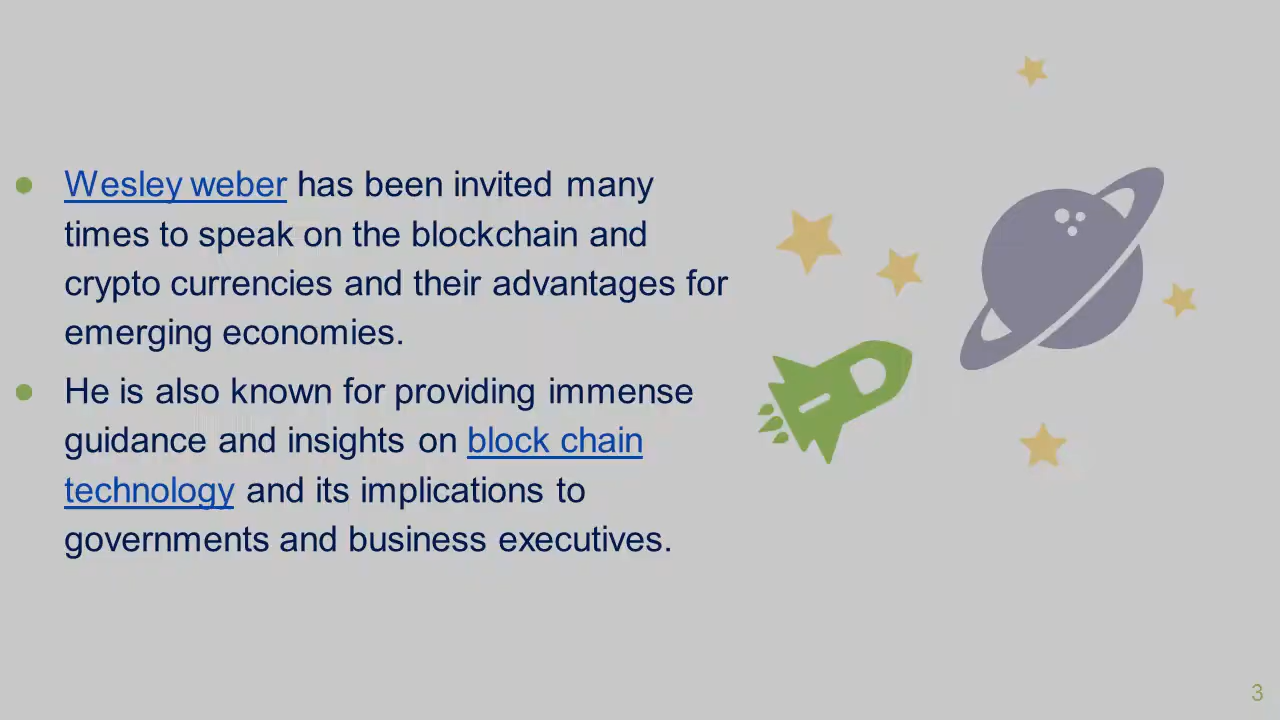 Wesley weber has been invited many
times to speak on the blockchain and
crypto currencies and their advantages for
emerging economies.
He is also known for providing immense
guidance and insights on block chain
technology and its implications to
governments and business executives.
3